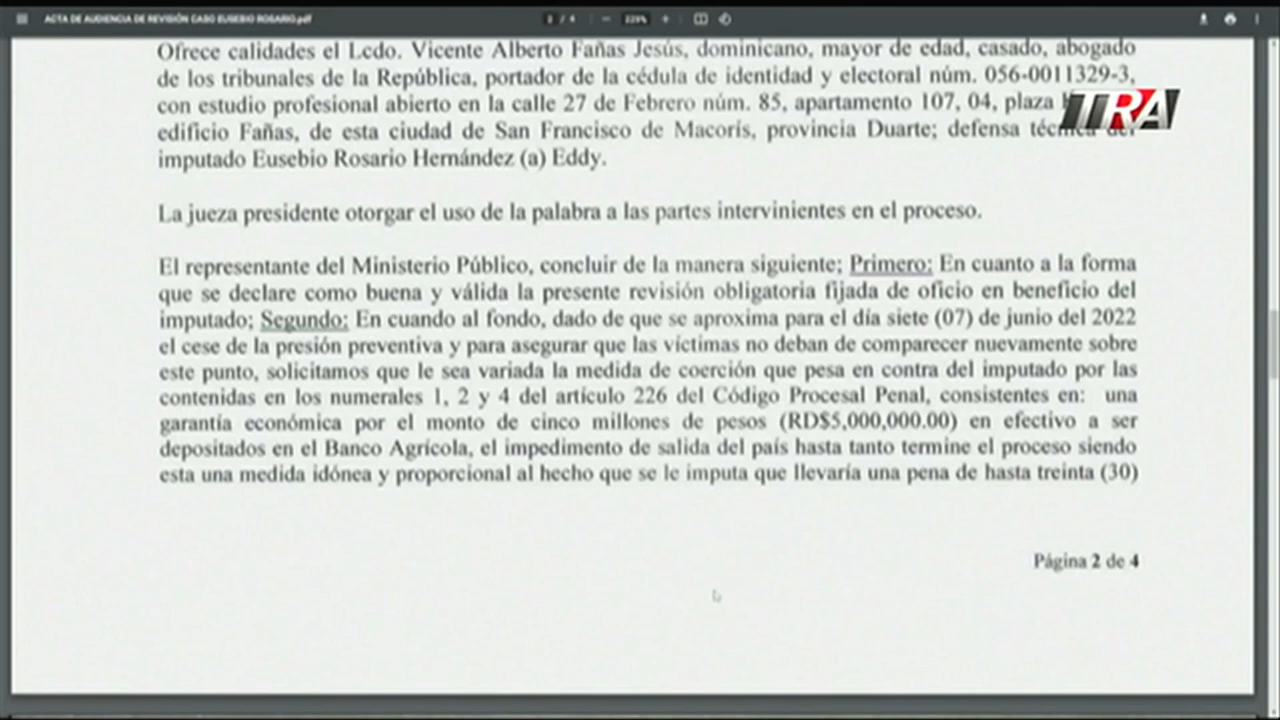 ACTA DE AUDIENCIA DE REVISIÓN CASO EUSEBIO ROSARIO.pdf
2 / 4
Ofrece calidades el Lcdo. Vicente Alberto Fañas Jesús, dominicano, mayor de edad, casado, abogado
de los tribunales de la República, portador de la cédula de identidad y electoral núm. 056-0011329-3,
con estudio profesional abierto en la calle 27 de Febrero núm. 85, apartamento 107, 04, plaza
TRA
edificio Fañas, de esta ciudad de San Francisco de Macorís, provincia Duarte; defensa técnica del
imputado Eusebio Rosario Hernández (a) Eddy.
La jueza presidente otorgar el uso de la palabra a las partes intervinientes en el proceso.
El representante del Ministerio Público, concluir de la manera siguiente; Primero: En cuanto a la forma
que se declare como buena y válida la presente revisión obligatoria fijada de oficio en beneficio del
imputado; Segundo: En cuando al fondo, dado de que se aproxima para el día siete (07) de junio del 2022
el cese de la presión preventiva y para asegurar que las víctimas no deban de comparecer nuevamente sobre
este punto, solicitamos que le sea variada la medida de coerción que pesa en contra del imputado por las
contenidas en los numerales 1, 2 y 4 del artículo 226 del Código Procesal Penal, consistentes en: una
garantía económica por el monto de cinco millones de pesos (RD$5,000,000.00) en efectivo a ser
depositados en el Banco Agrícola, el impedimento de salida del país hasta tanto termine el proceso siendo
esta una medida idónea y proporcional al hecho que se le imputa que llevaría una pena de hasta treinta (30)
Página 2 de 4